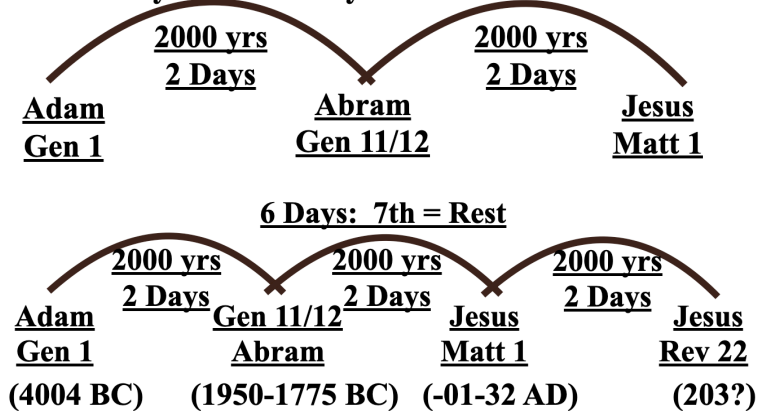 2000 yrs 2000 yrs
2 Days 2 Days
Adam Abram Jesus
Gen 1 Gen 11/12 Matt 1
6 Days: 7th = Rest
2000 yrs 2000 yrs 2000 yrs
2 Days 2 Days 2 Days
Adam Gen 11/12 Jesus Jesus
Gen 1 Abram Matt 1 Rev 22
(4004 BC) (1950-1775 BC) (-01-32 AD) (203?)